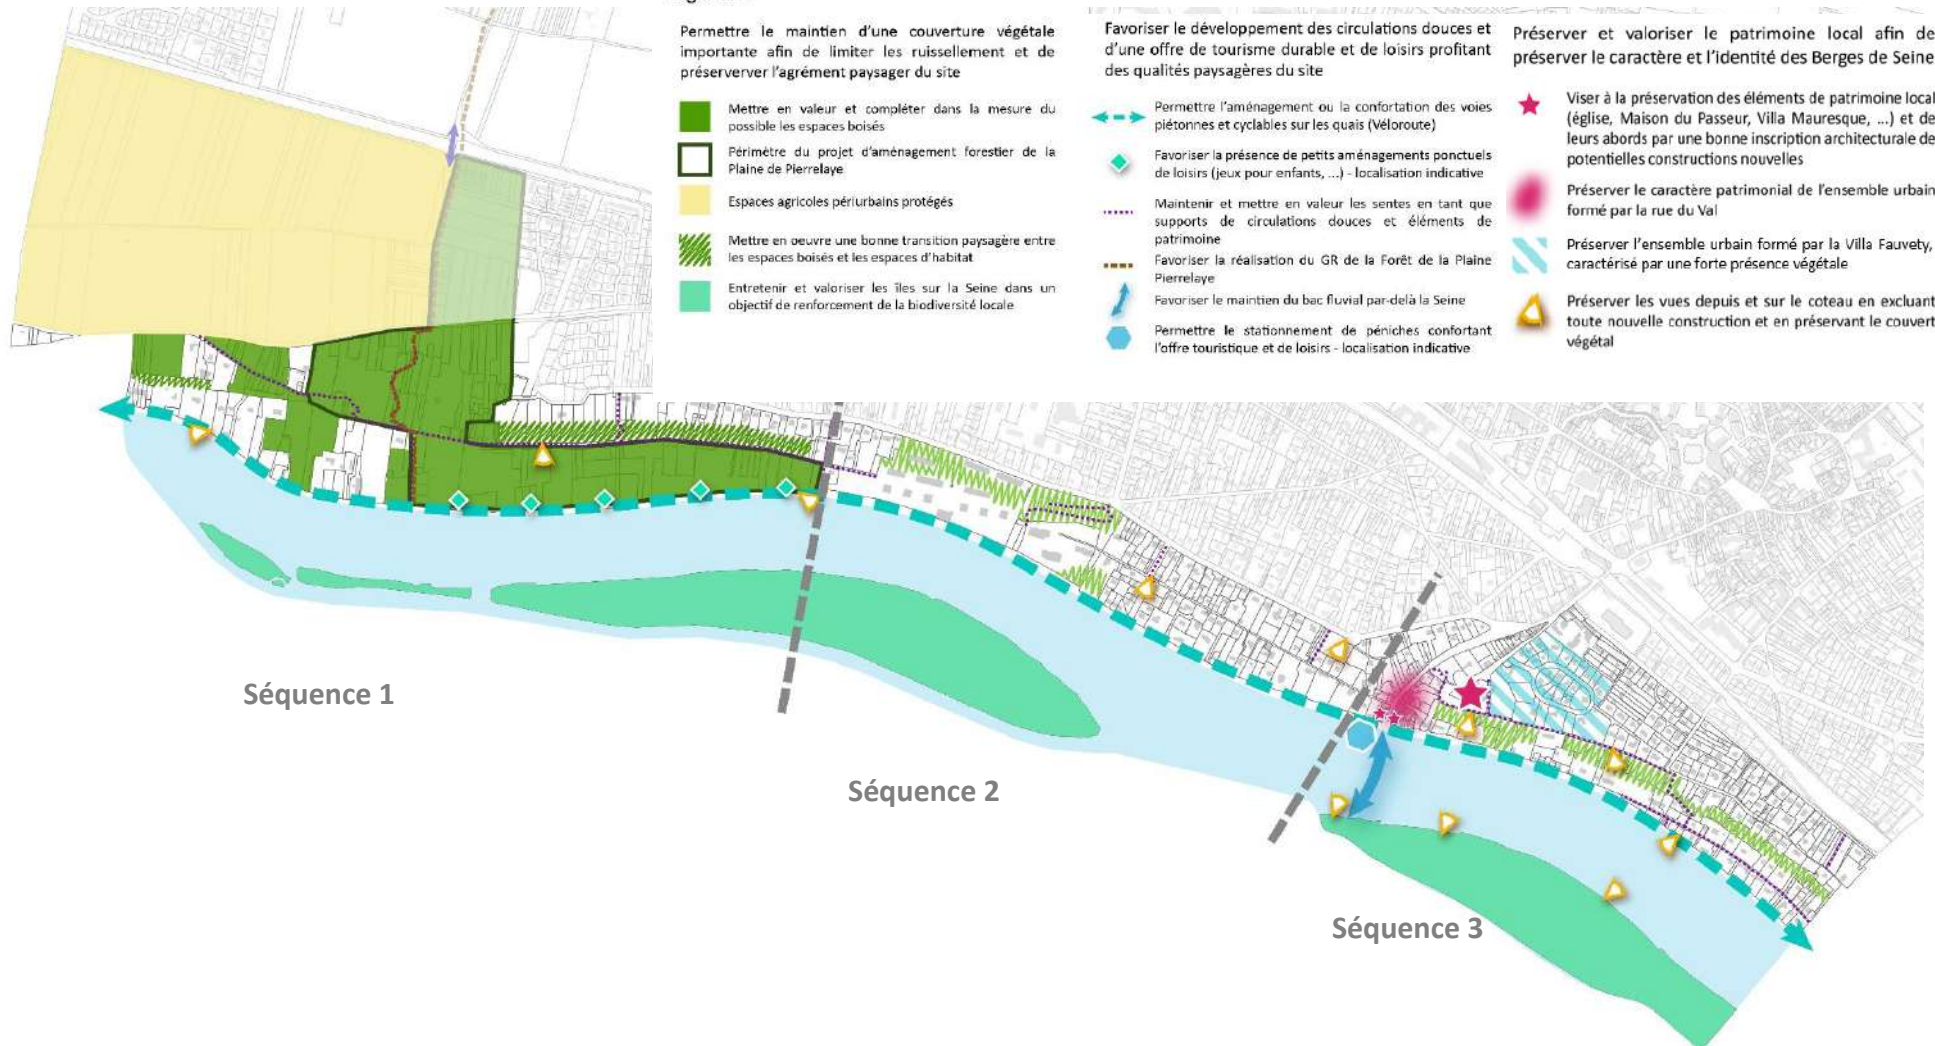 Permettre le maintien d'une couverture végétale
importante afin de limiter les ruissellement et de
préserverver l'agrément paysager du site
Mettre en valeur et compléter dans la mesure du
possible les espaces boisés
Périmètre du projet d'aménagement forestier de la
Plaine de Pierrelaye
Espaces agricoles périurbains protégés
Mettre en oeuvre une bonne transition paysagère entre
les espaces boisés et les espaces d'habitat
Entretenir et valoriser les îles sur la Seine dans un
objectif de renforcement de la biodiversité locale
Favoriser le développement des circulations douces et
d'une offre de tourisme durable et de loisirs profitant
des qualités paysagères du site
Permettre l'aménagement ou la confortation des voies
piétonnes et cyclables sur les quais (Véloroute)
Favoriser la présence de petits aménagements ponctuels
de loisirs (jeux pour enfants, ...) - localisation indicative
Maintenir et mettre en valeur les sentes en tant que
supports de circulations douces et éléments de
patrimoine
Favoriser la réalisation du GR de la Forêt de la Plaine
Pierrelaye
Favoriser le maintien du bac fluvial par-delà la Seine
Permettre le stationnement de péniches confortant
l'offre touristique et de loisirs - localisation indicative
Préserver et valoriser le patrimoine local afin de
préserver le caractère et l'identité des Berges de Seine
Viser à la préservation des éléments de patrimoine local
(église, Maison du Passeur, Villa Mauresque, ...) et de
leurs abords par une bonne inscription architecturale de
potentielles constructions nouvelles
Préserver le caractère patrimonial de l'ensemble urbain
formé par la rue du Val
Préserver l'ensemble urbain formé par la Villa Fauvety,
caractérisé par une forte présence végétale
Préserver les vues depuis et sur le coteau en excluant
toute nouvelle construction et en préservant le couvert
végétal
Séquence 1
Séquence 2
Séquence 3